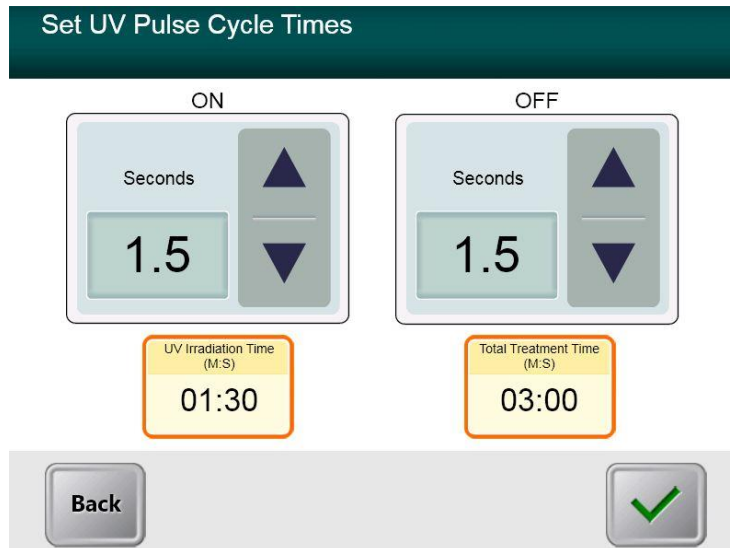 Set UV Pulse Cycle Times
ON
OFF
Seconds
Seconds
1.5
1.5
UV Irradiation Time
(M:S)
01:30
Total Treatment Time
(M:S)
03:00
Back